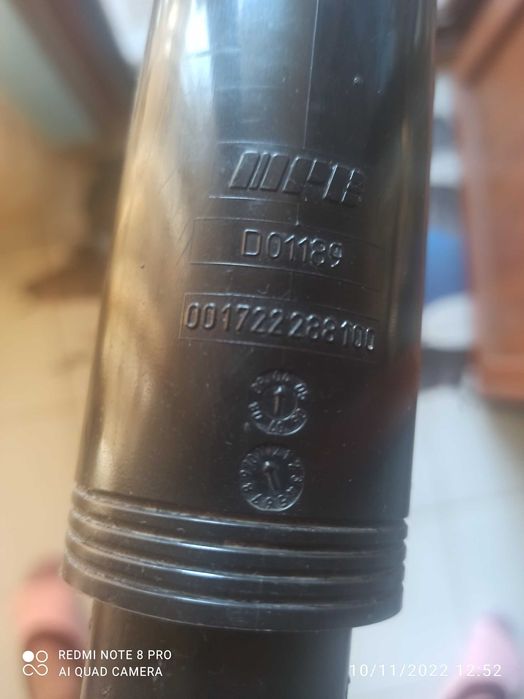 D01189
001722288100
REDMI NOTE 8 PRO
AI QUAD CAMERA
10/11/2022 12:52